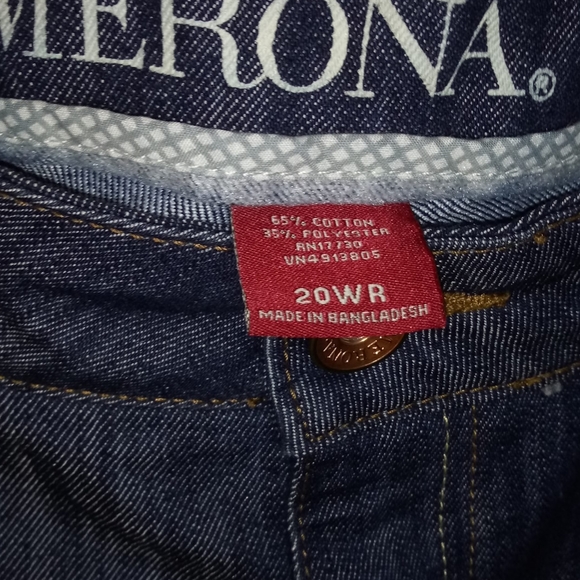 MERONA®
65% COTTON
35% POLYESTER
RN17730
VN4913805
20WR
MADE IN BANGLADESH